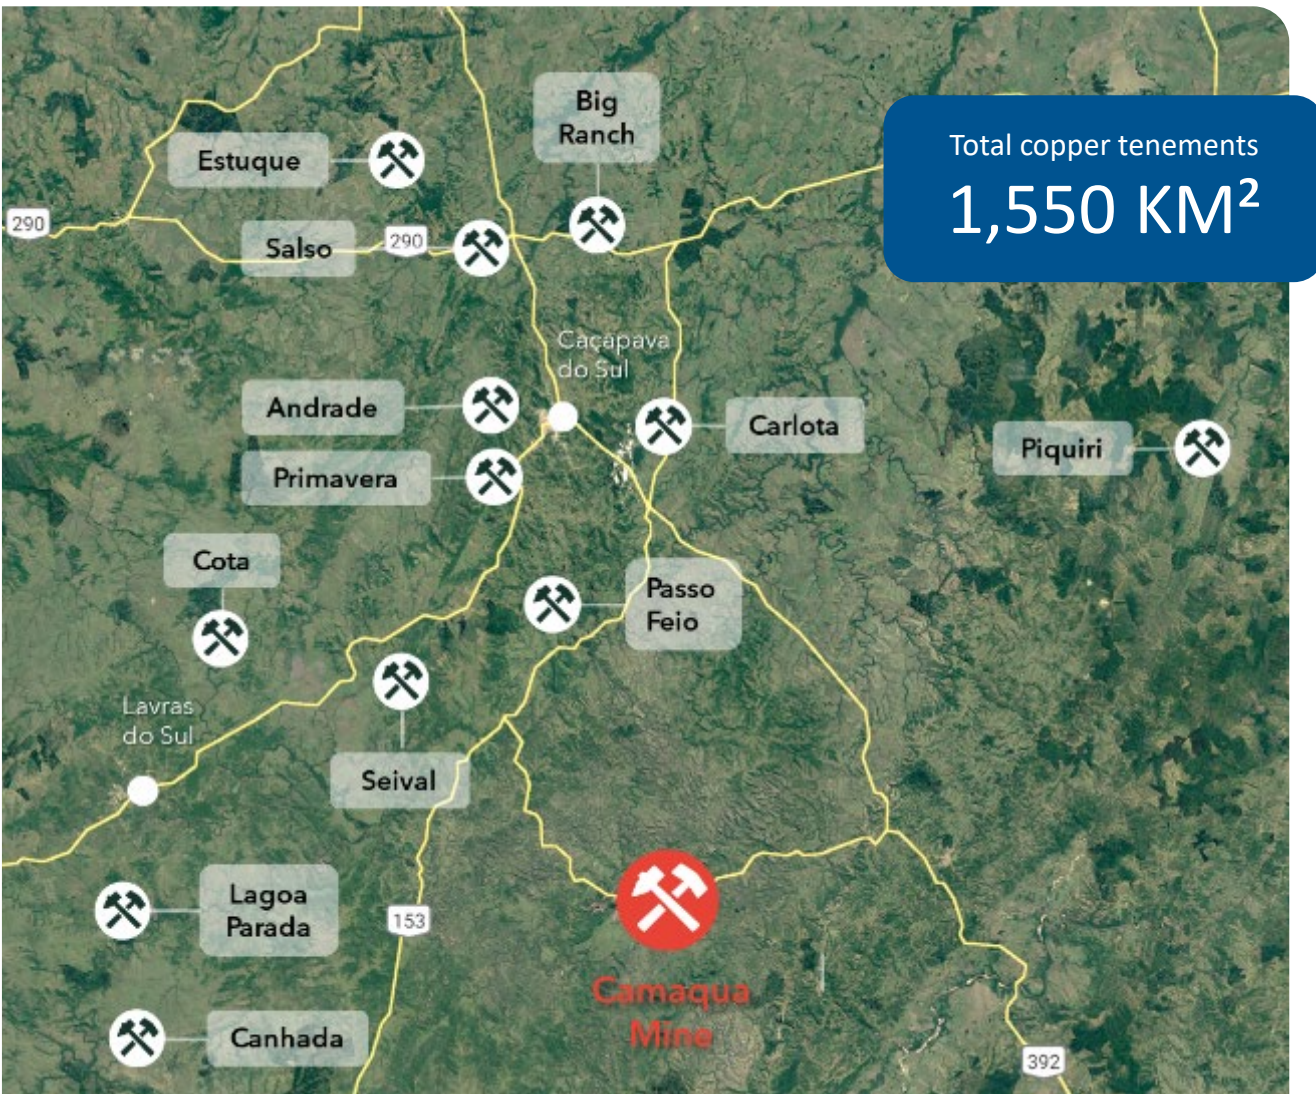 Big
Ranch
Total copper tenements
1,550 KM²
Estuque
290
Salso
290
Caçapava
do Sul
Andrade
Carlota
Piquiri
Primavera
Cota
Passo
Feio
Lavras
do Sul
Seival
Lagoa
Parada
153
Camaqua
Mine
Canhada
392